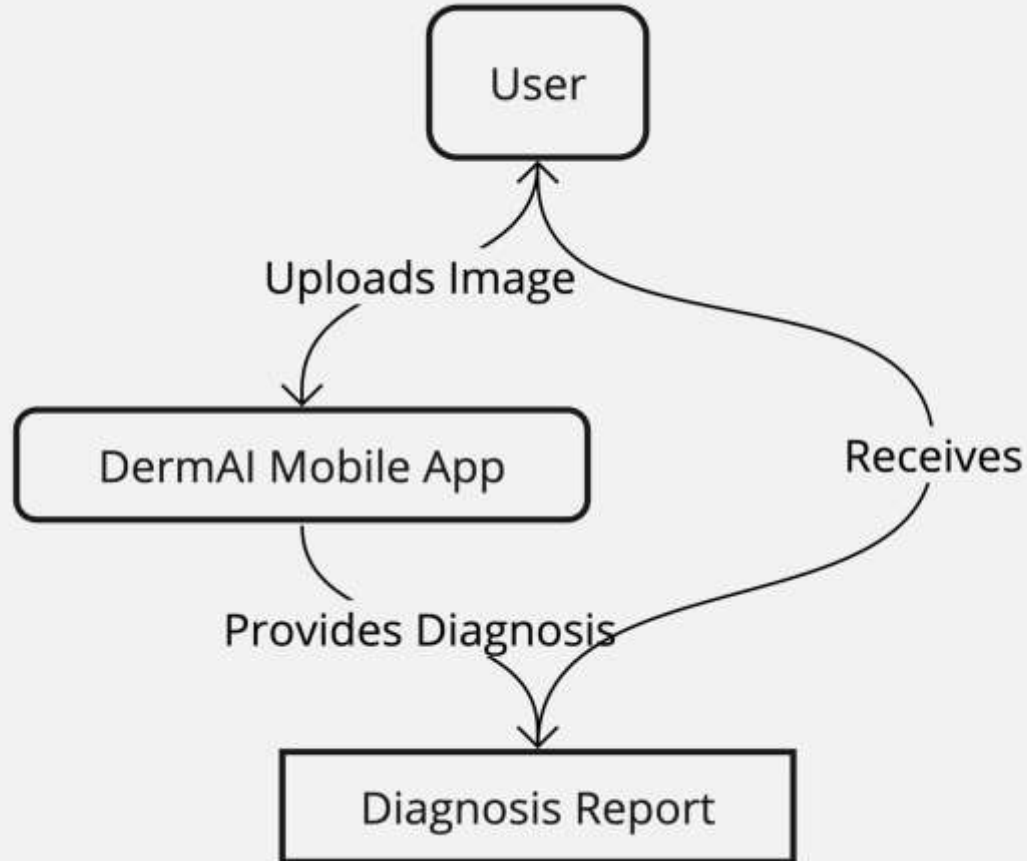 User
Uploads Image
DermAI Mobile App
Receives
Provides Diagnosis
Diagnosis Report